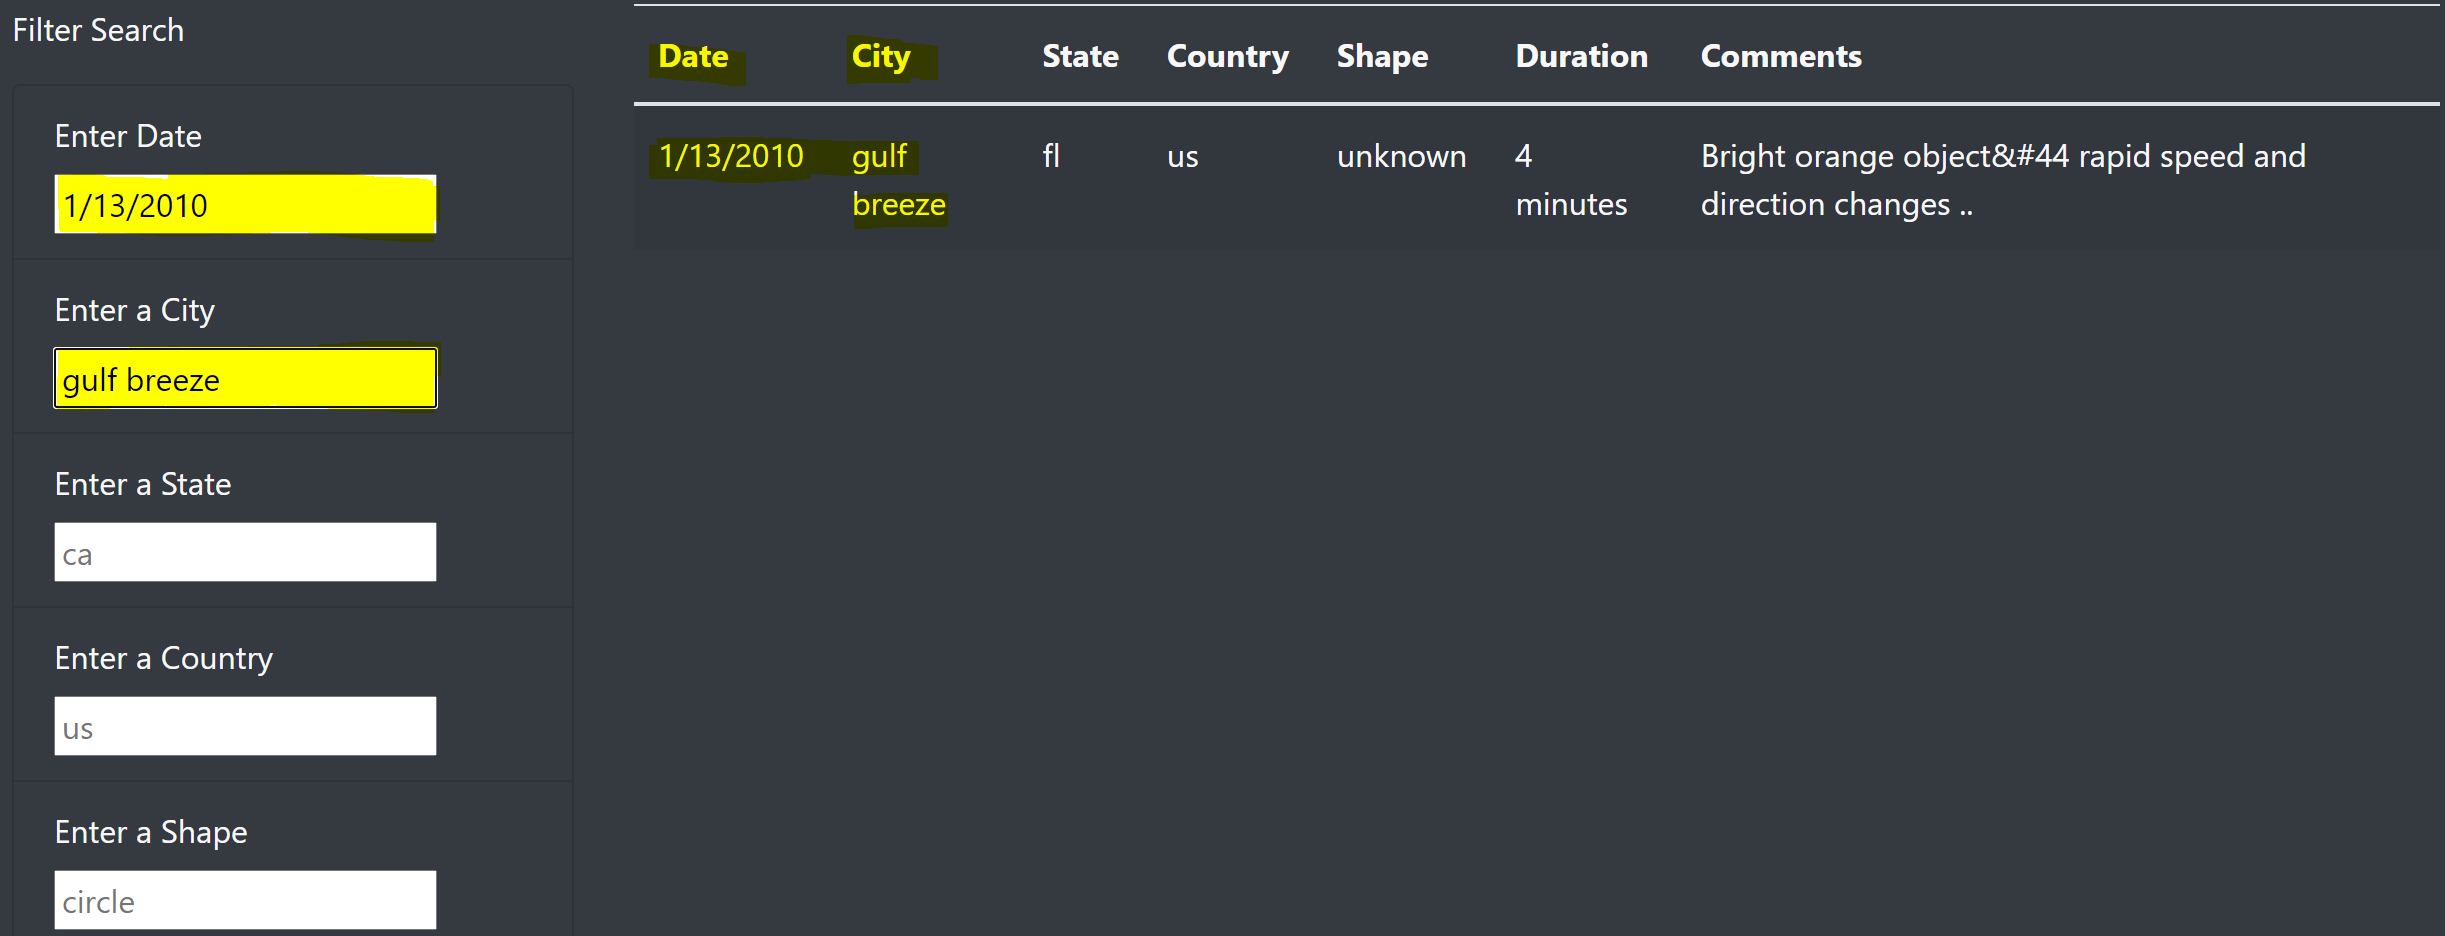 Filter Search
Enter Date
1/13/2010
Enter a City
gulf breeze
Enter a State
ca
Enter a Country
us
Enter a Shape
circle
Date City State Country Shape Duration Comments
1/13/2010 gulf fl us unknown 4 Bright orange object&#44 rapid speed and
breeze minutes direction changes ..